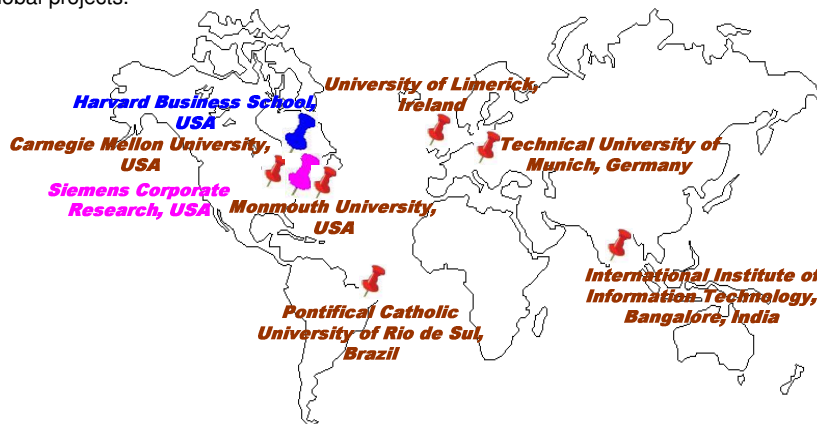 lobal projects.
University of Limerick,
Ireland
Harvard Business School,
USA
Carnegie Mellon University,
USA
Technical University of
Munich, Germany
Siemens Corporate
Research, USA
Monmouth University,
USA
International Institute of
Information Technology,
Bangalore, India
Pontifical Catholic
University of Rio de Sul,
Brazil